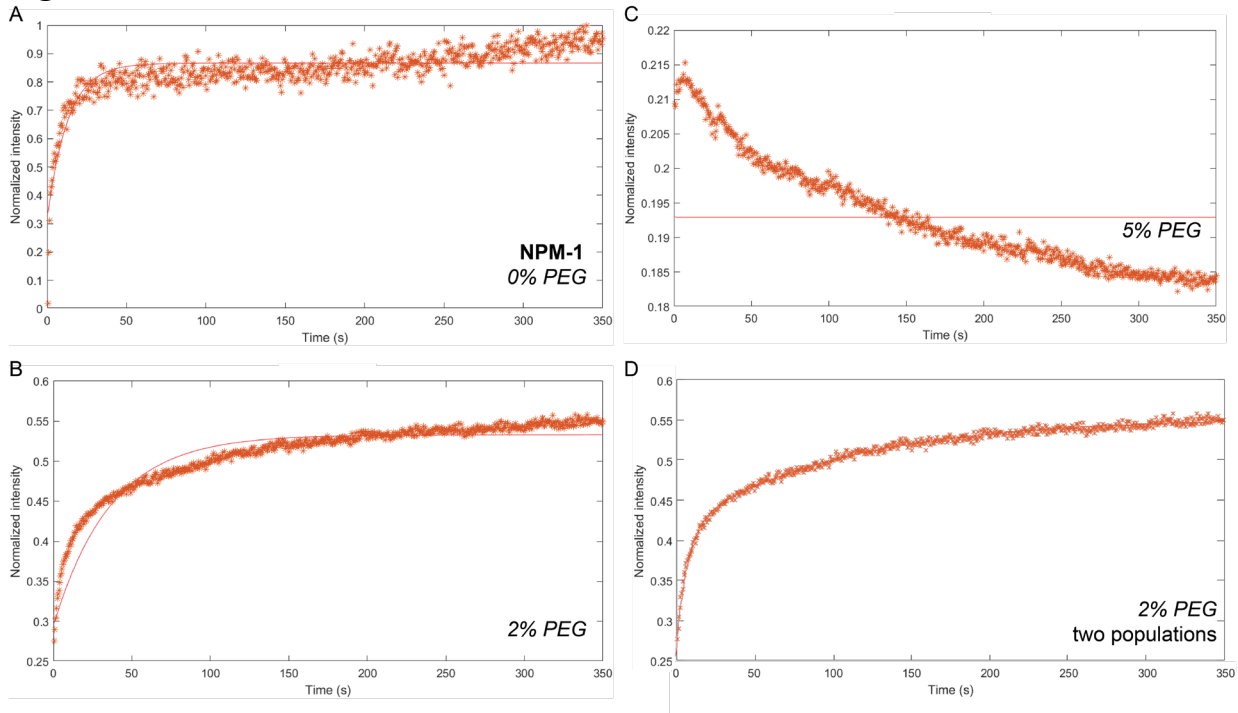 A
1
0.9
0.8
0.7
0.6
0.5
0.4
0.3
0.2
0.1
0
Normalized intensity
NPM-1
0% PEG
0 50 100 150 200 250 300 350
Time (s)
C
0.22
0.215
0.21
0.205
0.2
0.195
0.19
0.185
0.18
Normalized intensity
5% PEG
0 50 100 150 200 250 300 350
Time (s)
B
0.6
0.55
0.5
0.45
0.4
0.35
0.3
0.25
Normalized intensity
2% PEG
0 50 100 150 200 250 300 350
Time (s)
D
0.6
0.55
0.5
0.45
0.4
0.35
0.3
0.25
Normalized intensity
2% PEG
two populations
0 50 100 150 200 250 300 350
Time (s)